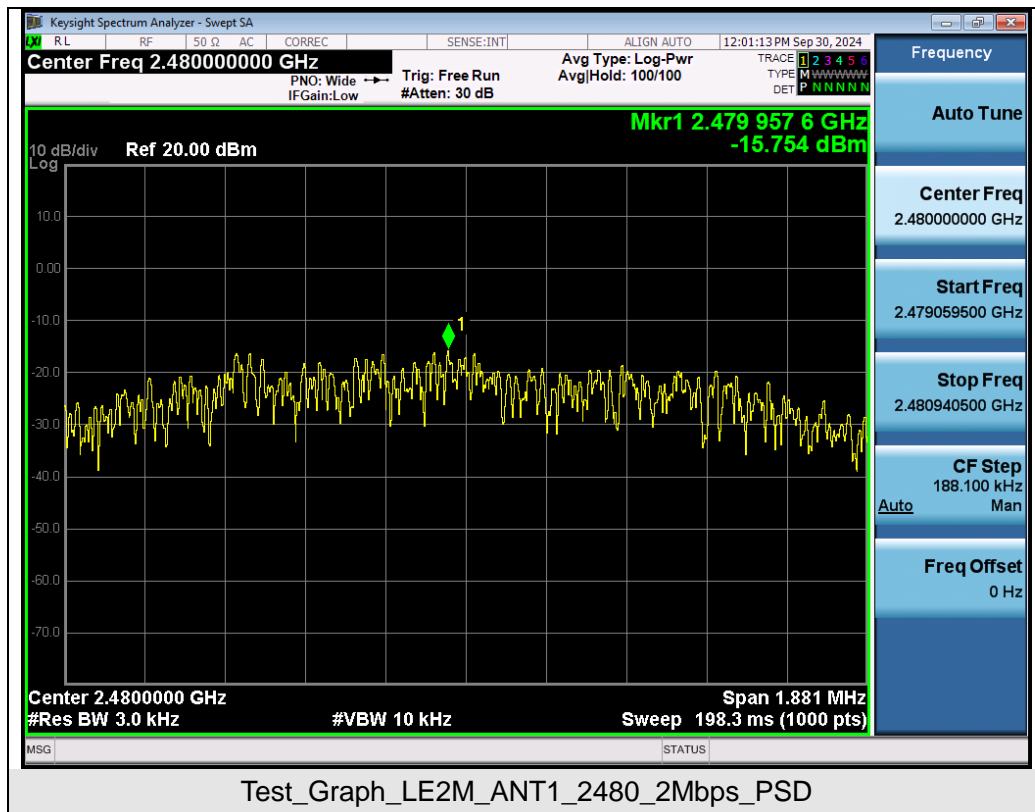 Keysight Spectrum Analyzer - Swept SA
LXI RL RF 50 Ω AC CORREC SENSE:INT ALIGN AUTO 12:01:13 PM Sep 30, 2024
Center Freq 2.480000000 GHz
PNO: Wide
IFGain:Low
Trig: Free Run
#Atten: 30 dB
Avg Type: Log-Pwr
Avg|Hold: 100/100
TRACE 1 2 3 4 5 6
TYPE M WWWWW
DET P N N N N N
Frequency
Auto Tune
Center Freq
2.480000000 GHz
Start Freq
2.479059500 GHz
Stop Freq
2.480940500 GHz
CF Step
188.100 kHz
Auto Man
Freq Offset
0 Hz
Mkr1 2.479 957 6 GHz
-15.754 dBm
10 dB/div Ref 20.00 dBm
Log
10.0
0.00
-10.0
1
-20.0
-30.0
-40.0
-50.0
-60.0
-70.0
Center 2.4800000 GHz Span 1.881 MHz
#Res BW 3.0 kHz #VBW 10 kHz Sweep 198.3 ms (1000 pts)
MSG STATUS
Test_Graph_LE2M_ANT1_2480_2Mbps_PSD